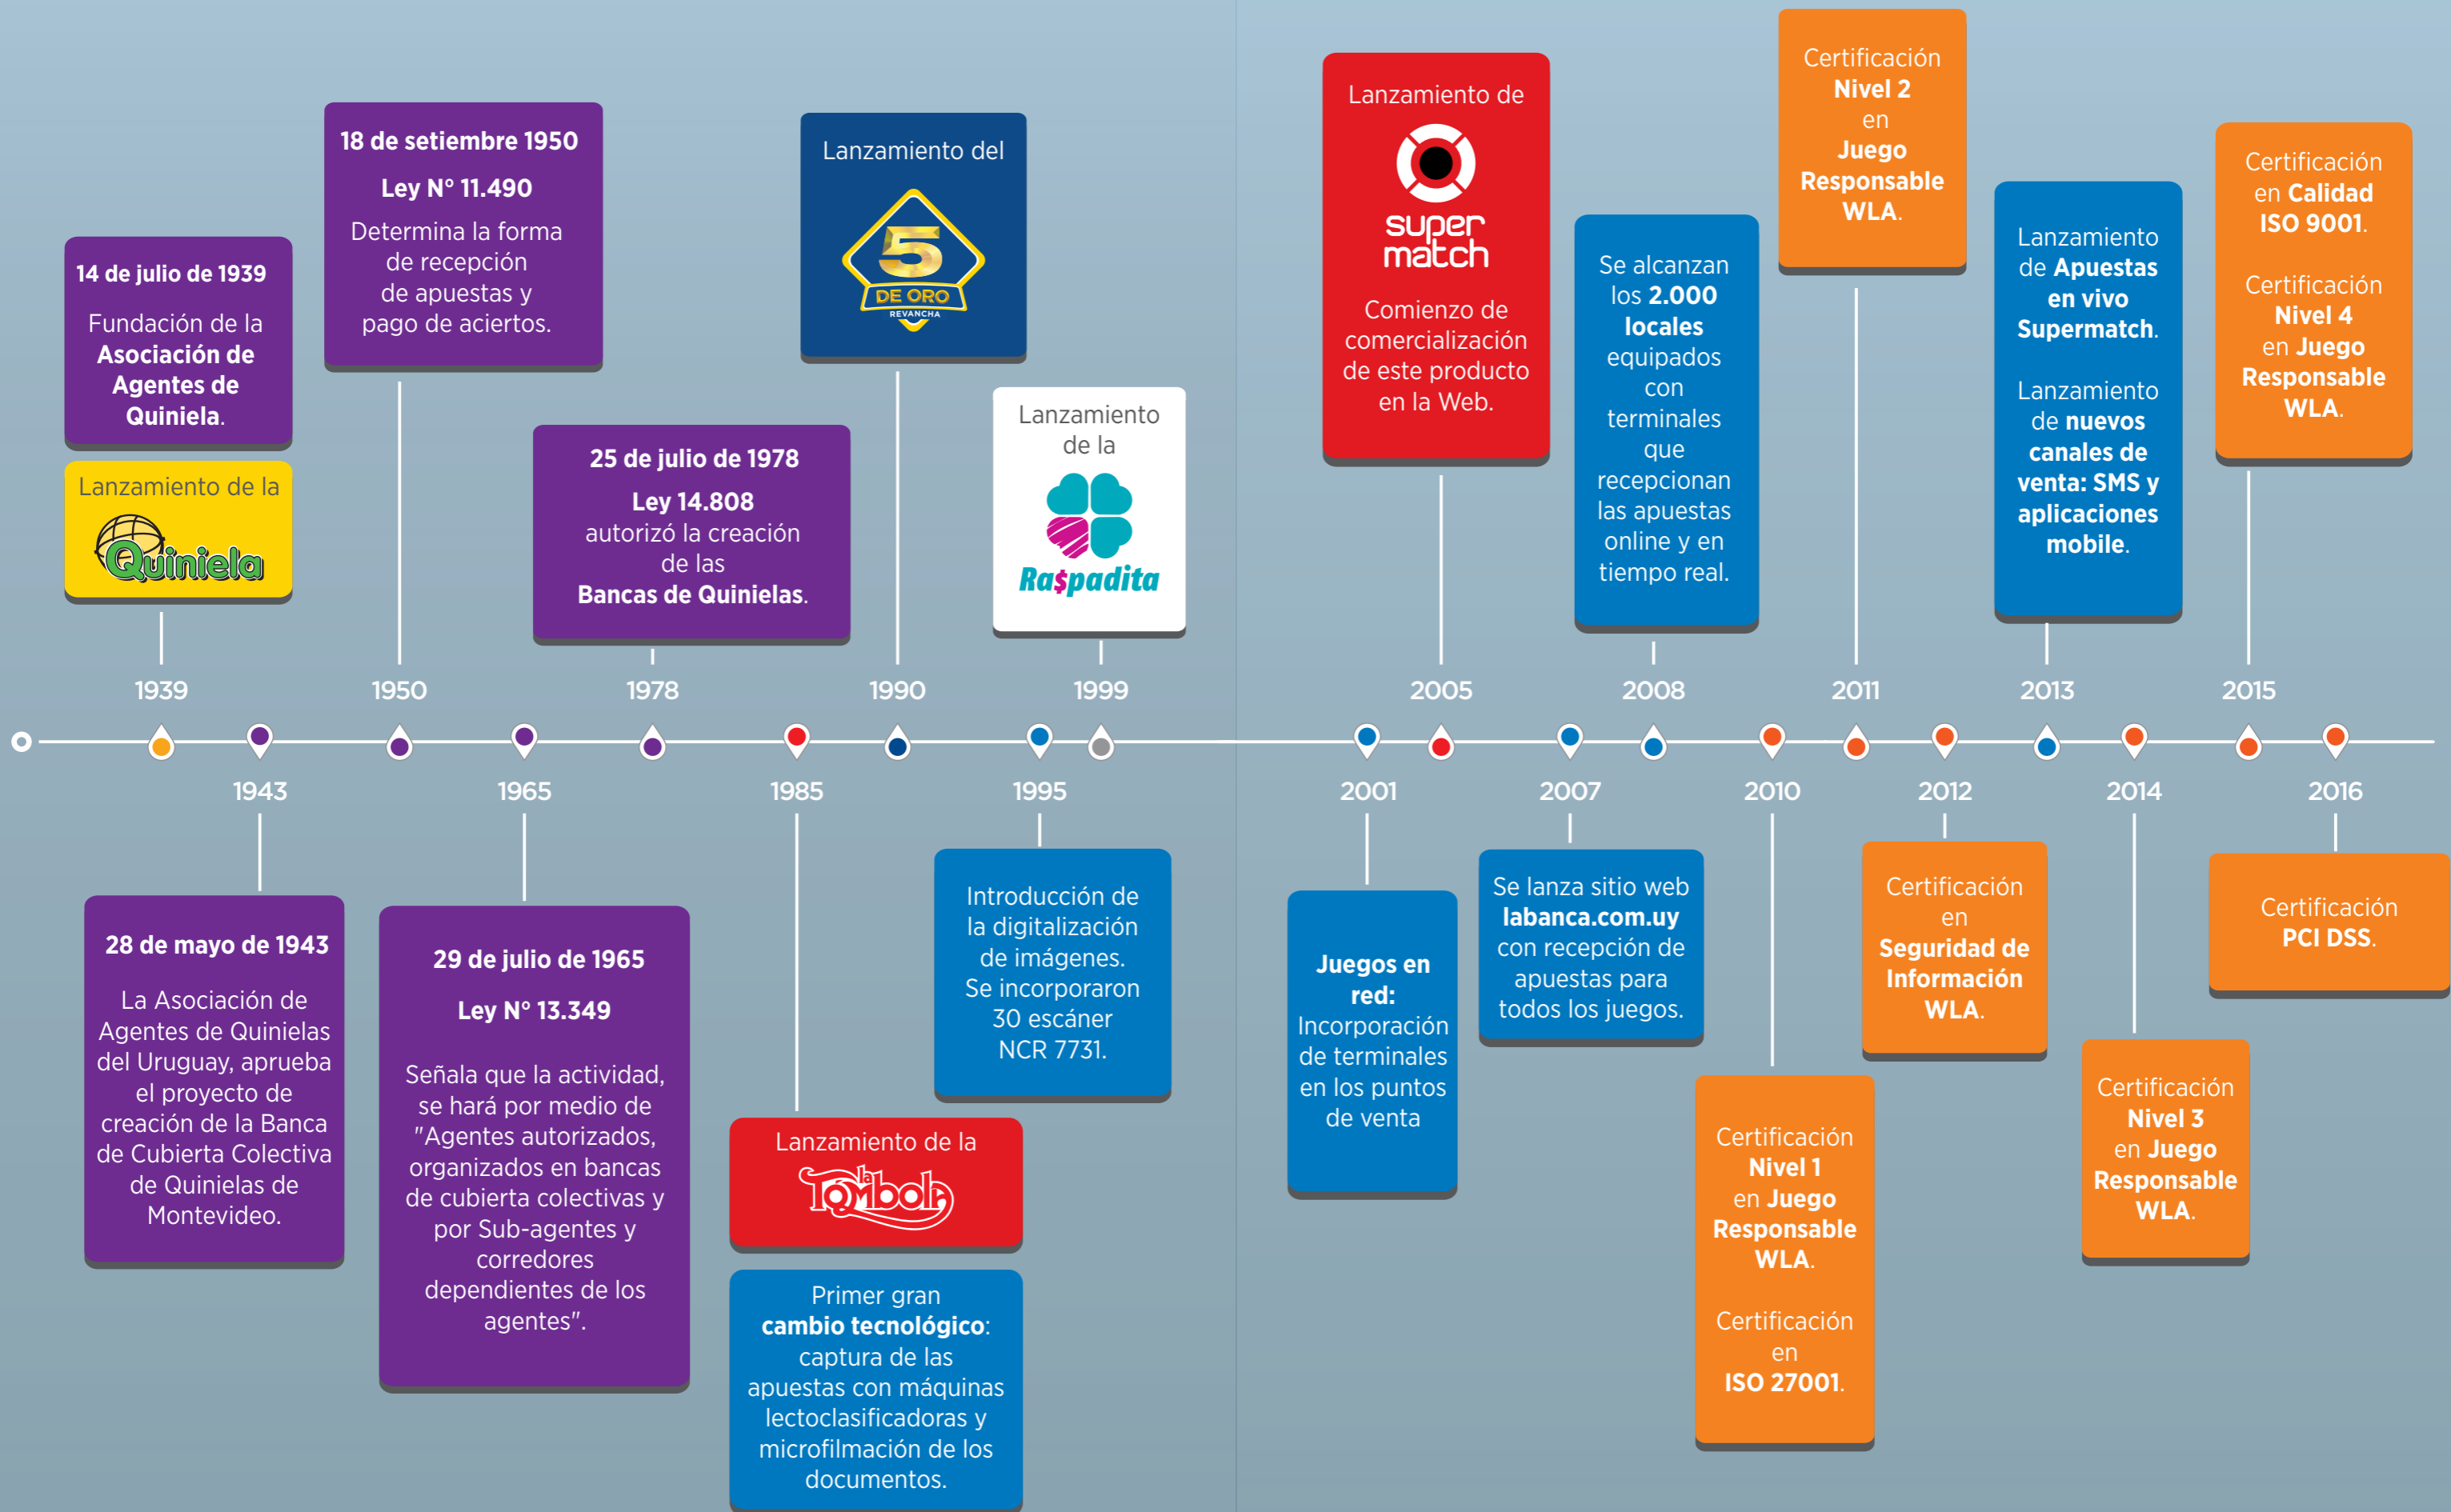 14 de julio de 1939
Fundación de la
Asociación de
Agentes de
Quiniela.
Lanzamiento de la
Quiniela
1939
1943
28 de mayo de 1943
La Asociación de
Agentes de Quinielas
del Uruguay, aprueba
el proyecto de
creación de la Banca
de Cubierta Colectiva
de Quinielas de
Montevideo.
18 de setiembre 1950
Ley N° 11.490
Determina la forma
de recepción
de apuestas y
pago de aciertos.
1950
1965
29 de julio de 1965
Ley N° 13.349
Señala que la actividad,
se hará por medio de
"Agentes autorizados,
organizados en bancas
de cubierta colectivas y
por Sub-agentes y
corredores
dependientes de los
agentes".
25 de julio de 1978
Ley 14.808
autorizó la creación
de las
Bancas de Quinielas.
1978
1985
Lanzamiento de la
la
Tómbola
Primer gran
cambio tecnológico:
captura de las
apuestas con máquinas
lectoclasificadoras y
microfilmación de los
documentos.
Lanzamiento del
5
DE ORO
REVANCHA
1990
1995
Introducción de
la digitalización
de imágenes.
Se incorporaron
30 escáner
NCR 7731.
Lanzamiento
de la
Ra$padita
1999
2001
Juegos en
red:
Incorporación
de terminales
en los puntos
de venta
Lanzamiento de
super
match
Comienzo de
comercialización
de este producto
en la Web.
2005
2007
Se lanza sitio web
labanca.com.uy
con recepción de
apuestas para
todos los juegos.
Se alcanzan
los 2.000
locales
equipados
con
terminales
que
recepcionan
las apuestas
online y en
tiempo real.
2008
2010
Certificación
Nivel 1
en Juego
Responsable
WLA.
Certificación
en
ISO 27001.
Certificación
Nivel 2
en
Juego
Responsable
WLA.
2011
2012
Certificación
en
Seguridad de
Información
WLA.
Lanzamiento
de Apuestas
en vivo
Supermatch.
Lanzamiento
de nuevos
canales de
venta: SMS y
aplicaciones
mobile.
2013
2014
Certificación
Nivel 3
en Juego
Responsable
WLA.
Certificación
en Calidad
ISO 9001.
Certificación
Nivel 4
en Juego
Responsable
WLA.
2015
2016
Certificación
PCI DSS.